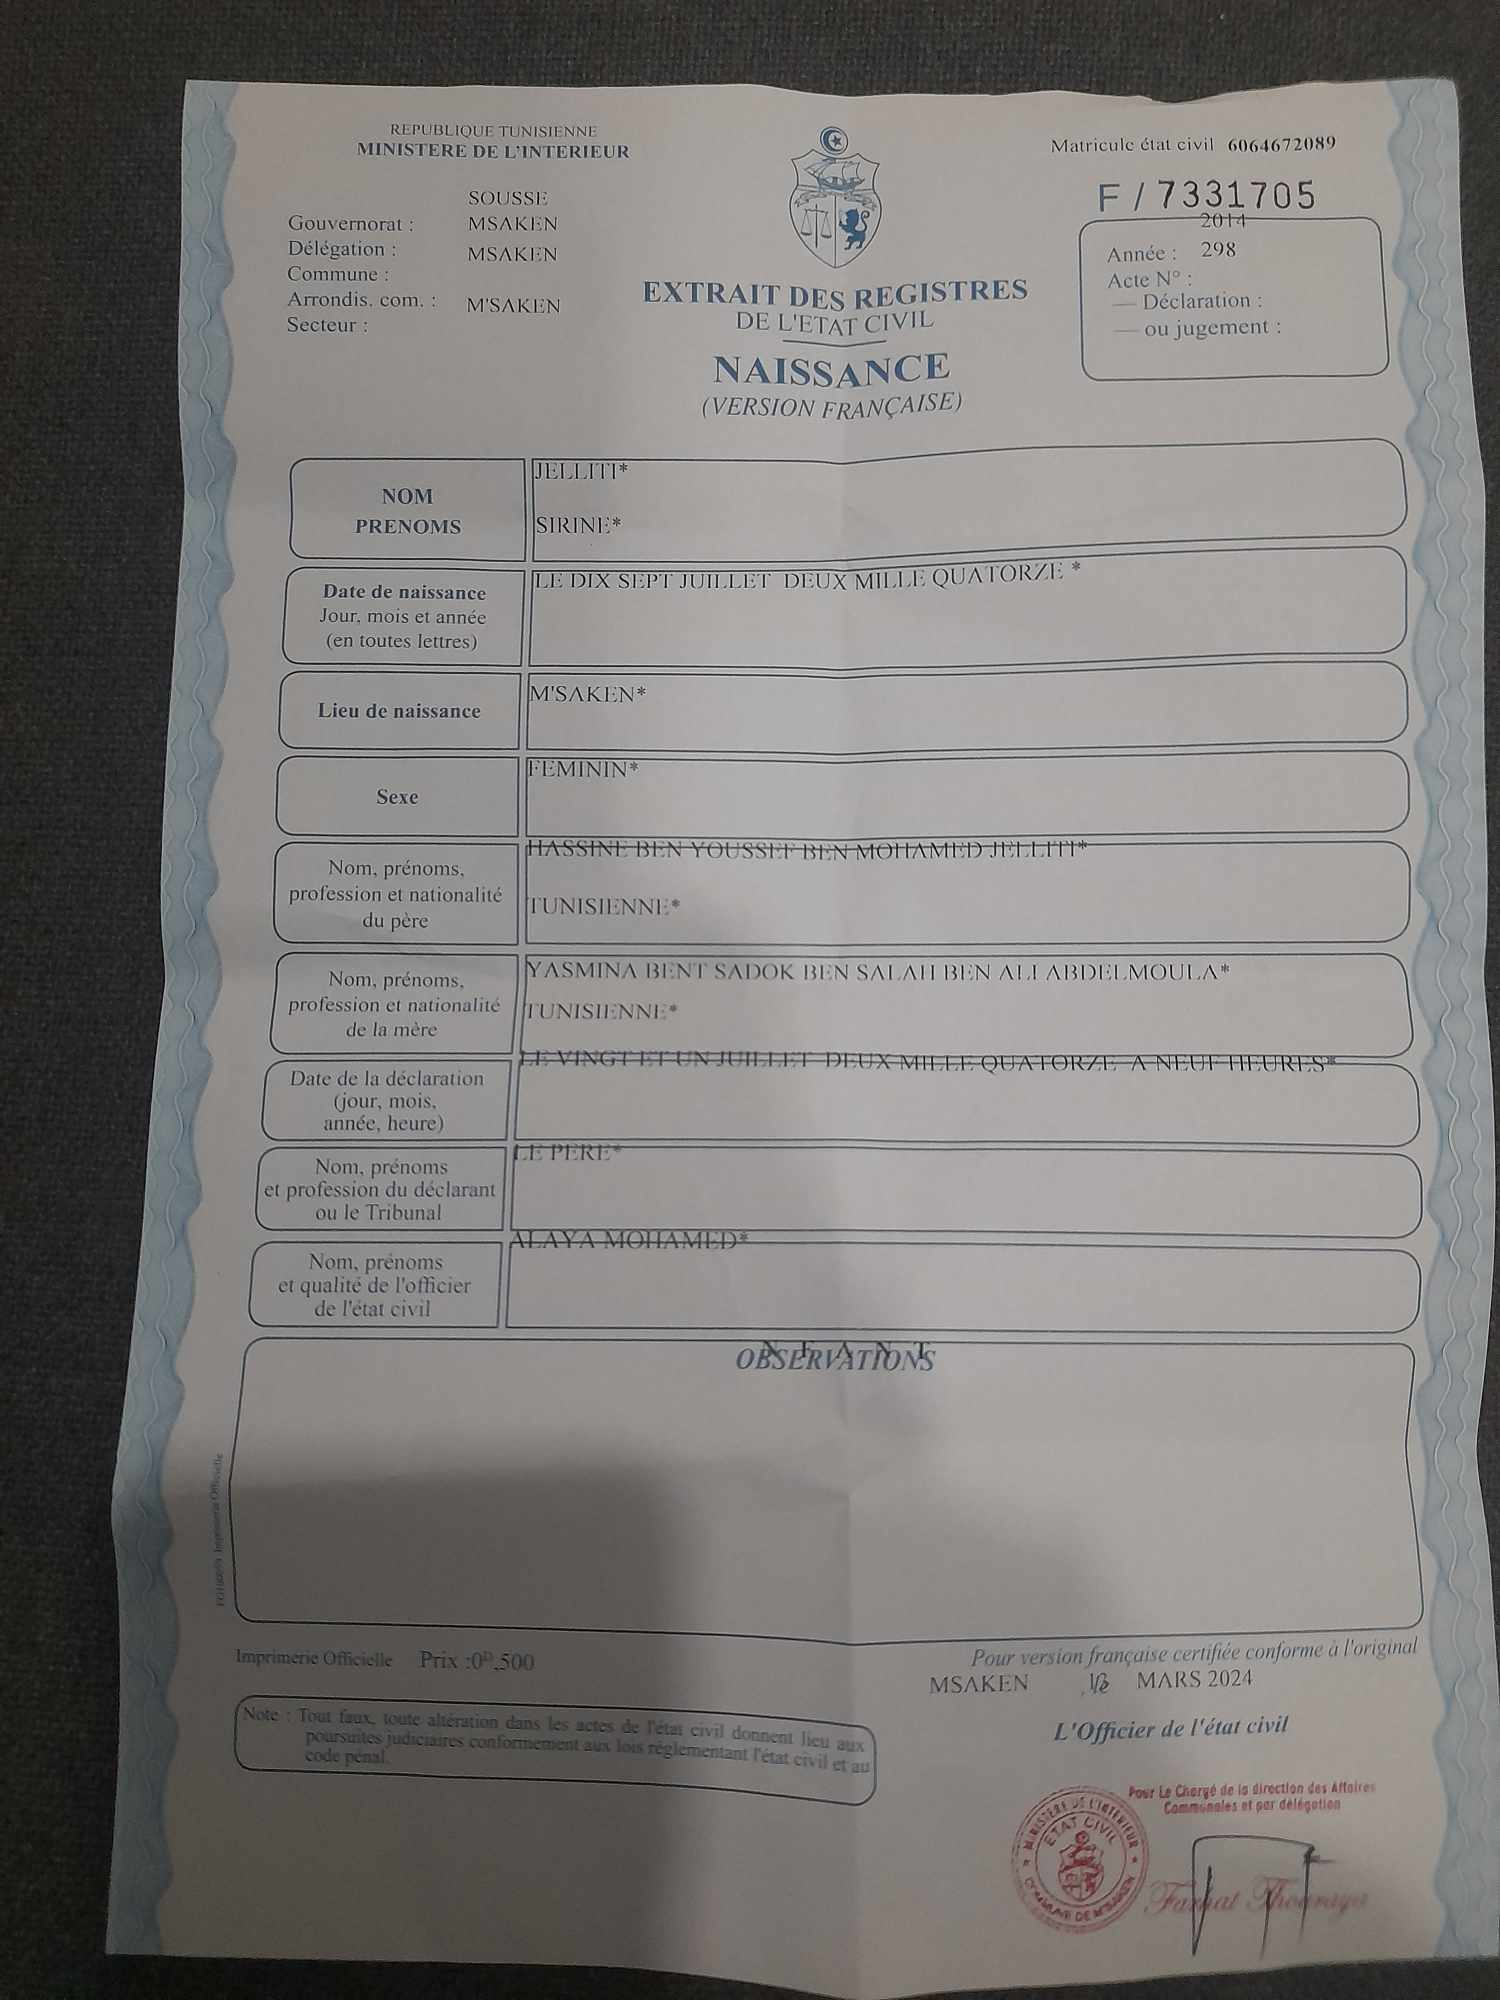 REPUBLIQUE TUNISIENNE
MINISTERE DE L'INTERIEUR
Matricule état civil 6064672089
F / 7331705
SOUSSE
Gouvernorat : MSAKEN
Délégation : MSAKEN
Commune :
Arrondis. com. : M'SAKEN
Secteur :
2014
Année : 298
Acte N° :
— Déclaration :
— ou jugement :
EXTRAIT DES REGISTRES
DE L'ETAT CIVIL
NAISSANCE
(VERSION FRANÇAISE)
NOM
PRENOMS
JELLITI*
SIRINE*
Date de naissance
Jour, mois et année
(en toutes lettres)
LE DIX SEPT JUILLET DEUX MILLE QUATORZE *
Lieu de naissance
M'SAKEN*
Sexe
FEMININ*
Nom, prénoms,
profession et nationalité
du père
HASSINE BEN YOUSSEF BEN MOHAMED JELLITI*
TUNISIENNE*
Nom, prénoms,
profession et nationalité
de la mère
YASMINA BENT SADOK BEN SALAH BEN ALI ABDELMOULA*
TUNISIENNE*
Date de la déclaration
(jour, mois,
année, heure)
LE VINGT ET UN JUILLET DEUX MILLE QUATORZE A NEUF HEURES*
Nom, prénoms
et profession du déclarant
ou le Tribunal
LE PERE*
Nom, prénoms
et qualité de l'officier
de l'état civil
ALAYA MOHAMED*
N E A N T
OBSERVATIONS
Imprimerie Officielle
Imprimerie Officielle Prix :0ᴰ,500
Pour version française certifiée conforme à l'original
MSAKEN MARS 2024
L'Officier de l'état civil
Note : Tout faux, toute altération dans les actes de l'état civil donnent lieu aux
poursuites judiciaires conformement aux lois réglementant l'état civil et au
code pénal.
Pour Le Chargé de la direction des Affaires
Communales et par délégation
MINISTERE DE L'INTERIEUR
ETAT CIVIL
COMMUNE DE M'SAKEN
Farhat Thouraya